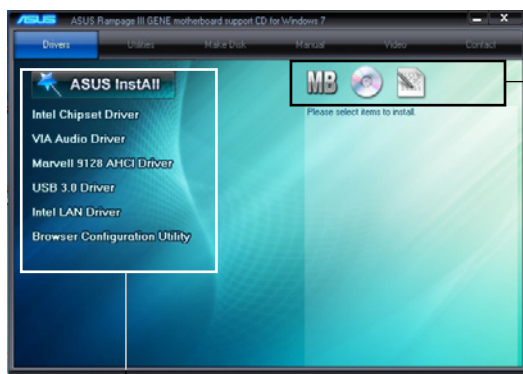 ASUS ASUS Rampage III GENE motherboard support CD for Windows 7
Drivers Utilities Make Disk Manual Video Contact
ASUS InstAll
MB
Please select items to install.
Intel Chipset Driver
VIA Audio Driver
Marvell 9128 AHCI Driver
USB 3.0 Driver
Intel LAN Driver
Browser Configuration Utility